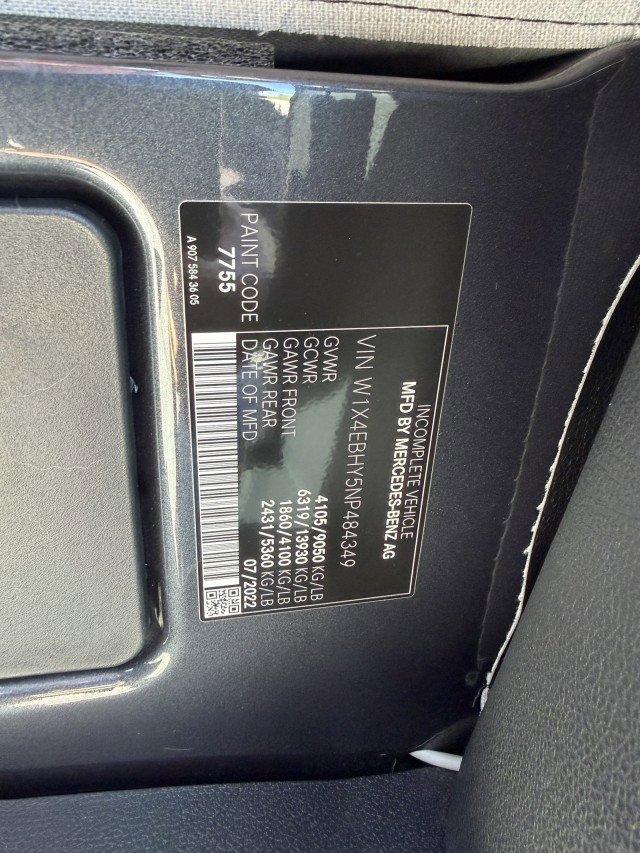 INCOMPLETE VEHICLE
MFD BY MERCEDES-BENZ AG
VIN W1X4EBHY5NP484349
GVWR 4105/9050 KG/LB
GCWR 6319/13930 KG/LB
GAWR FRONT 1860/4100 KG/LB
GAWR REAR 2431/5360 KG/LB
DATE OF MFD 07/2022
PAINT CODE
7755
A 907 584 36 05